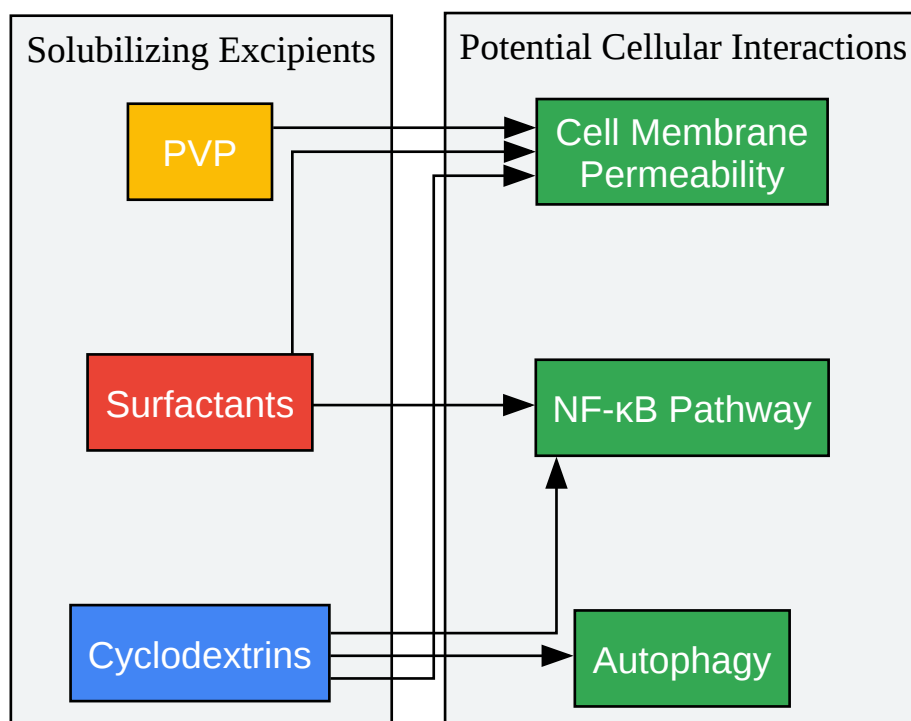 Solubilizing Excipients
PVP
Surfactants
Cyclodextrins
Potential Cellular Interactions
Cell Membrane
Permeability
NF-κB Pathway
Autophagy